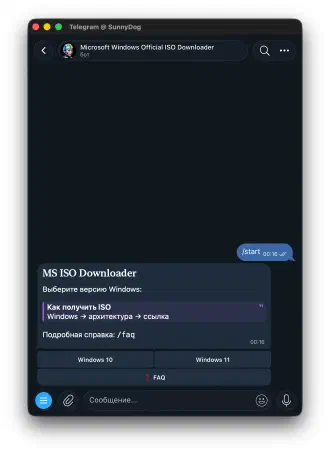 Telegram @ SunnyDog
Microsoft Windows Official ISO Downloader
бот
/start 00:16
MS ISO Downloader
Выберите версию Windows:
Как получить ISO
Windows → архитектура → ссылка
Подробная справка: /faq
00:16
Windows 10
Windows 11
❓ FAQ
Сообщение...